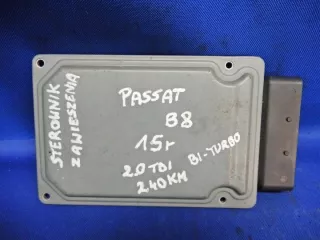 STEROWNIK
ZAWIESZENIA
PASSAT
B8
15r
2.0 TDI
240KM
BI-TURBO